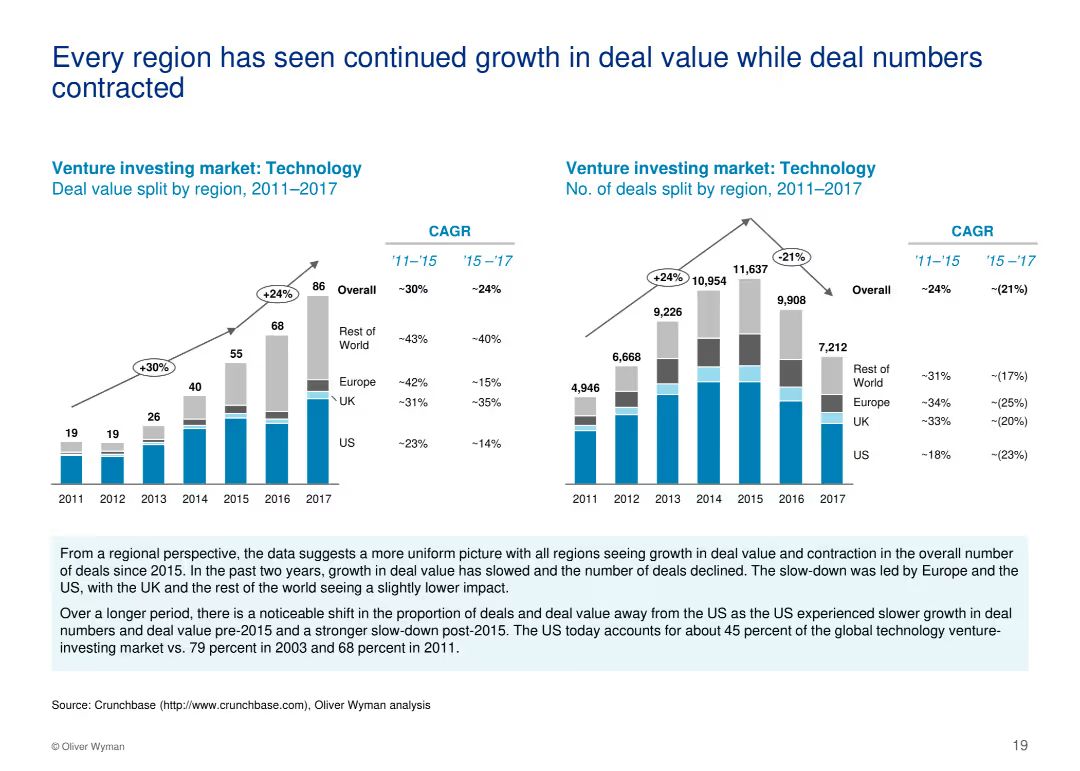 Every region has seen continued growth in deal value while deal numbers
contracted
Venture investing market: Technology
Deal value split by region, 2011–2017
CAGR
’11–’15 ’15 –’17
Overall ~30% ~24%
Rest of
World ~43% ~40%
Europe ~42% ~15%
UK ~31% ~35%
US ~23% ~14%
+30%
+24%
19 19 26 40 55 68 86
2011 2012 2013 2014 2015 2016 2017
Venture investing market: Technology
No. of deals split by region, 2011–2017
CAGR
’11–’15 ’15 –’17
Overall ~24% ~(21%)
Rest of
World ~31% ~(17%)
Europe ~34% ~(25%)
UK ~33% ~(20%)
US ~18% ~(23%)
+24%
-21%
4,946 6,668 9,226 10,954 11,637 9,908 7,212
2011 2012 2013 2014 2015 2016 2017
From a regional perspective, the data suggests a more uniform picture with all regions seeing growth in deal value and contraction in the overall number
of deals since 2015. In the past two years, growth in deal value has slowed and the number of deals declined. The slow-down was led by Europe and the
US, with the UK and the rest of the world seeing a slightly lower impact.
Over a longer period, there is a noticeable shift in the proportion of deals and deal value away from the US as the US experienced slower growth in deal
numbers and deal value pre-2015 and a stronger slow-down post-2015. The US today accounts for about 45 percent of the global technology venture-
investing market vs. 79 percent in 2003 and 68 percent in 2011.
Source: Crunchbase (http://www.crunchbase.com), Oliver Wyman analysis
© Oliver Wyman
19